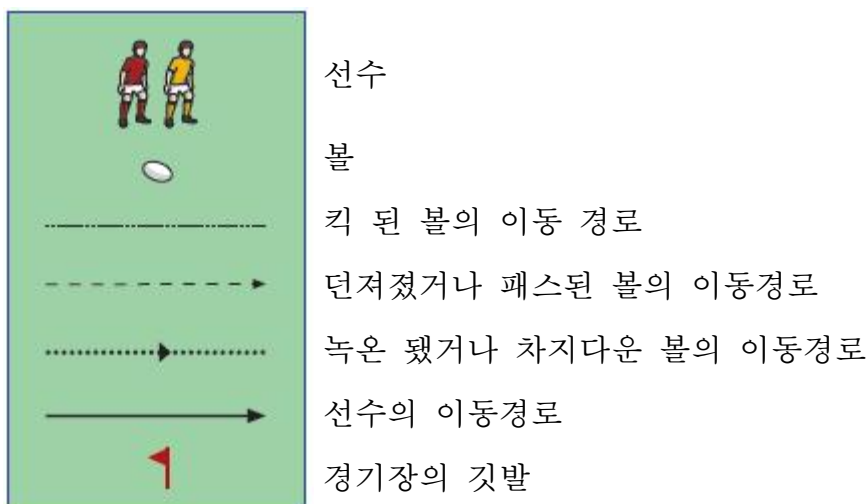 선수
볼
킥 된 볼의 이동 경로
던져졌거나 패스된 볼의 이동경로
녹온 됐거나 차지다운 볼의 이동경로
선수의 이동경로
경기장의 깃발